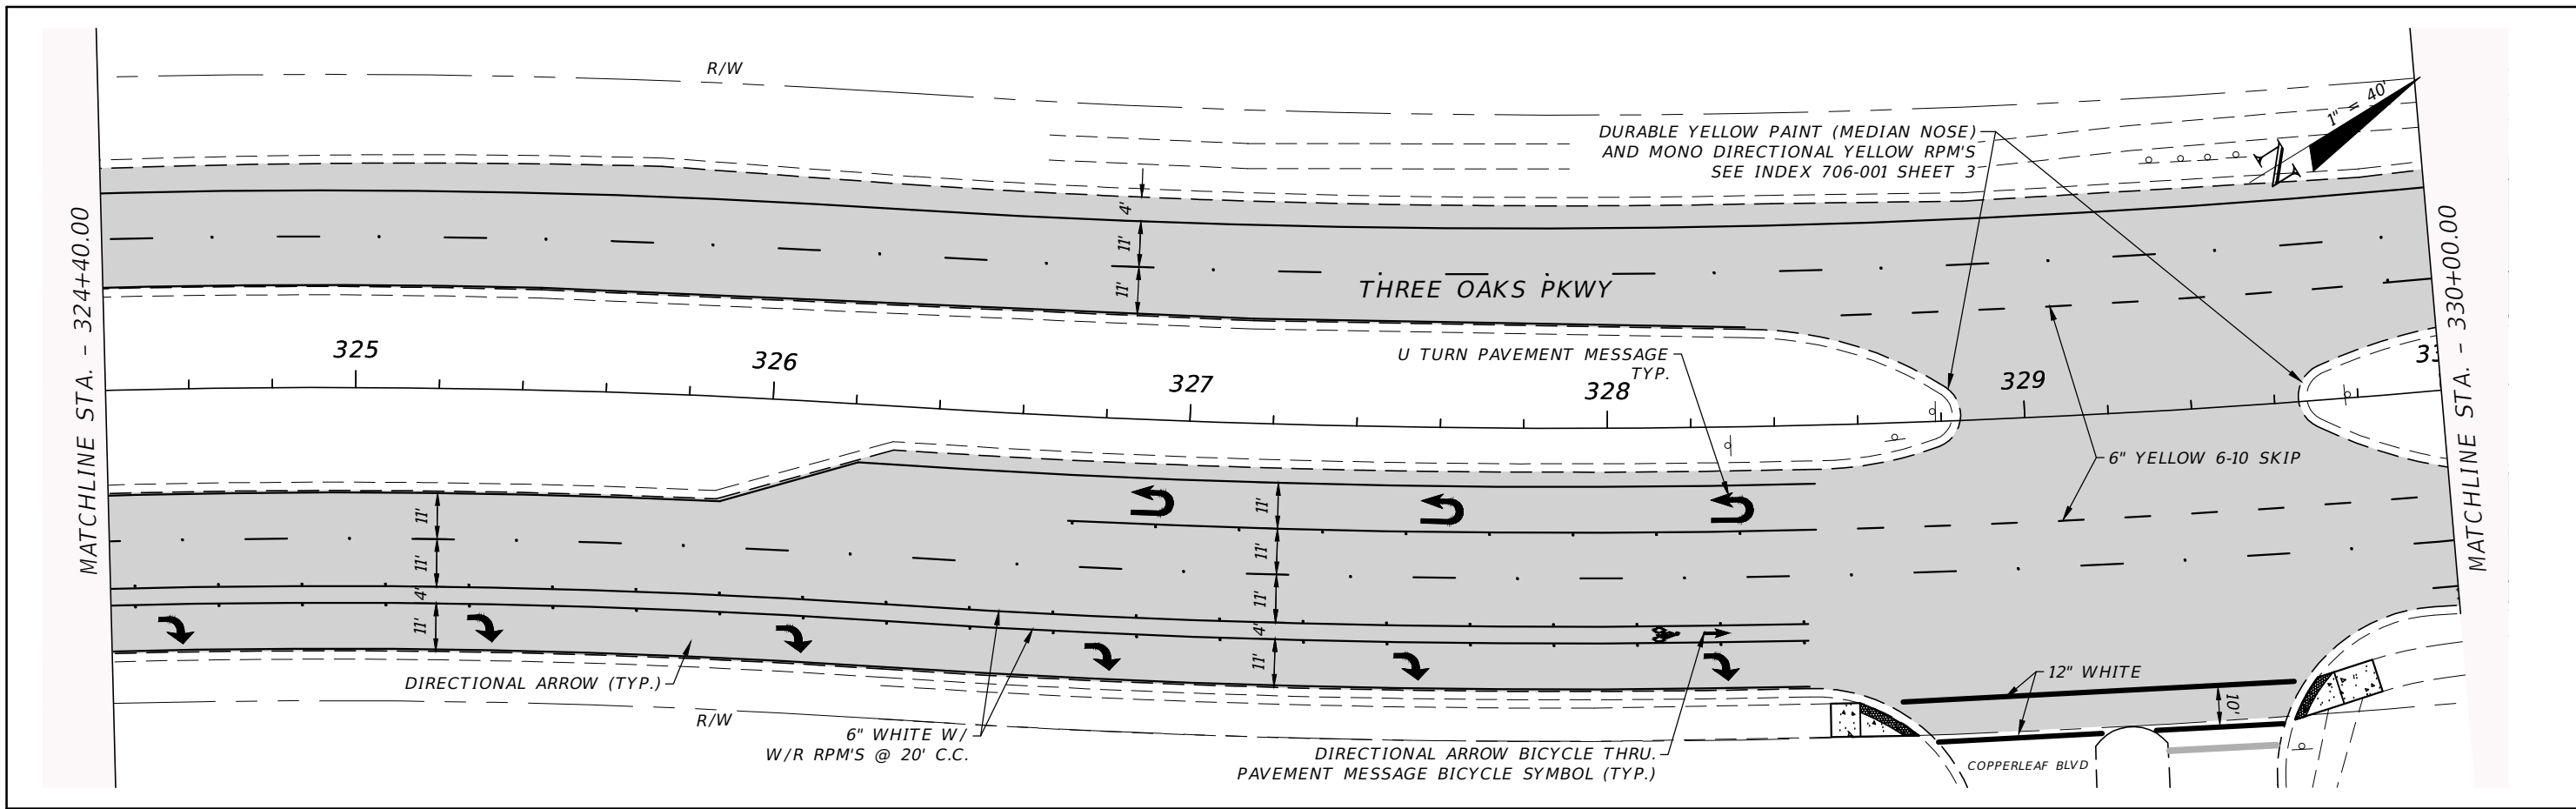 R/W
1" = 40'
N
DURABLE YELLOW PAINT (MEDIAN NOSE)
AND MONO DIRECTIONAL YELLOW RPM'S
SEE INDEX 706-001 SHEET 3
MATCHLINE STA. - 324+40.00
MATCHLINE STA. - 330+00.00
4'
11'
11'
THREE OAKS PKWY
325
326
327
328
329
U TURN PAVEMENT MESSAGE
TYP.
6" YELLOW 6-10 SKIP
11'
11'
4'
11'
11'
11'
11'
4'
11'
DIRECTIONAL ARROW (TYP.)
R/W
6" WHITE W/
W/R RPM'S @ 20' C.C.
DIRECTIONAL ARROW BICYCLE THRU.
PAVEMENT MESSAGE BICYCLE SYMBOL (TYP.)
12" WHITE
10'
COPPERLEAF BLVD